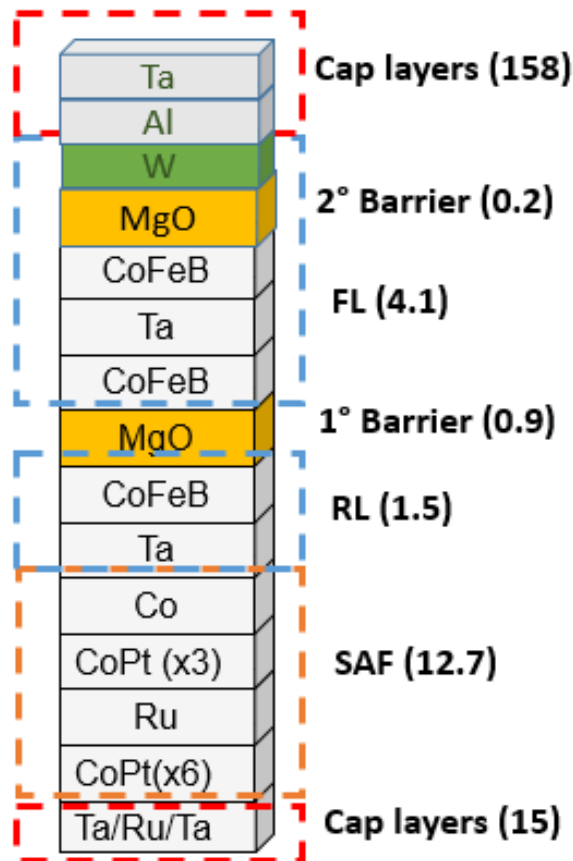 Ta
Cap layers (158)
Al
W
2° Barrier (0.2)
MgO
CoFeB
FL (4.1)
Ta
CoFeB
1° Barrier (0.9)
MgO
CoFeB
RL (1.5)
Ta
Co
CoPt (x3)
SAF (12.7)
Ru
CoPt(x6)
Ta/Ru/Ta
Cap layers (15)